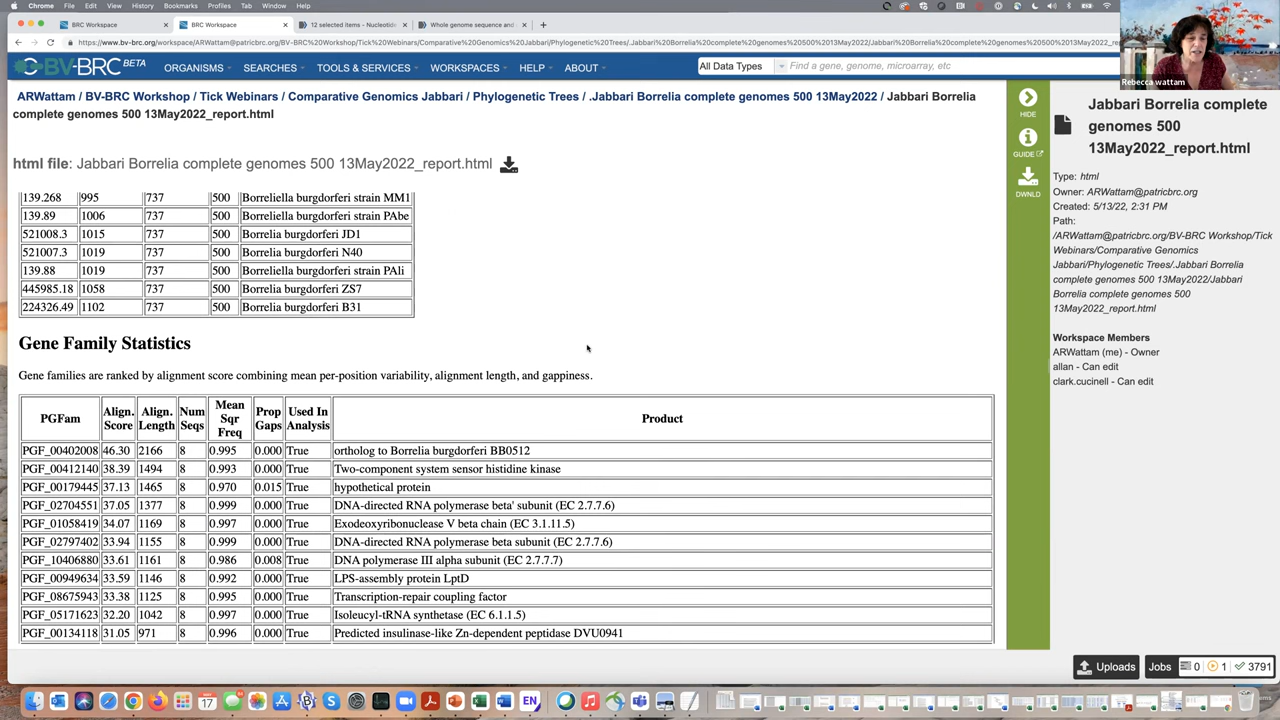 Chrome File Edit View History Bookmarks Profiles Tab Window Help
BRC Workspace
BRC Workspace
12 selected items - Nucleotide
Whole genome sequence and
https://www.bv-brc.org/workspace/ARWattam@patricbrc.org/BV-BRC%20Workshop/Tick%20Webinars/Comparative%20Genomics%20Jabbari/Phylogenetic%20Trees/.Jabbari%20Borrelia%20complete%20genomes%20500%2013May2022/Jabbari%20Borrelia%20complete%20genomes%20500%2013May2022_re
BV-BRC BETA
ORGANISMS SEARCHES TOOLS & SERVICES WORKSPACES HELP ABOUT
All Data Types Find a gene, genome, microarray, etc
Rebecca wattam
ARWattam / BV-BRC Workshop / Tick Webinars / Comparative Genomics Jabbari / Phylogenetic Trees / .Jabbari Borrelia complete genomes 500 13May2022 / Jabbari Borrelia
complete genomes 500 13May2022_report.html
html file: Jabbari Borrelia complete genomes 500 13May2022_report.html
139.268 995 737 500 Borreliella burgdorferi strain MM1
139.89 1006 737 500 Borreliella burgdorferi strain PAbe
521008.3 1015 737 500 Borrelia burgdorferi JD1
521007.3 1019 737 500 Borrelia burgdorferi N40
139.88 1019 737 500 Borreliella burgdorferi strain PAli
445985.18 1058 737 500 Borrelia burgdorferi ZS7
224326.49 1102 737 500 Borrelia burgdorferi B31
Gene Family Statistics
Gene families are ranked by alignment score combining mean per-position variability, alignment length, and gappiness.
PGFam Align. Score Align. Length Num Seqs Mean Sqr Freq Prop Gaps Used In Analysis Product
PGF_00402008 46.30 2166 8 0.995 0.000 True ortholog to Borrelia burgdorferi BB0512
PGF_00412140 38.39 1494 8 0.993 0.000 True Two-component system sensor histidine kinase
PGF_00179445 37.13 1465 8 0.970 0.015 True hypothetical protein
PGF_02704551 37.05 1377 8 0.999 0.000 True DNA-directed RNA polymerase beta' subunit (EC 2.7.7.6)
PGF_01058419 34.07 1169 8 0.997 0.000 True Exodeoxyribonuclease V beta chain (EC 3.1.11.5)
PGF_02797402 33.94 1155 8 0.999 0.000 True DNA-directed RNA polymerase beta subunit (EC 2.7.7.6)
PGF_10406880 33.61 1161 8 0.986 0.008 True DNA polymerase III alpha subunit (EC 2.7.7.7)
PGF_00949634 33.59 1146 8 0.992 0.000 True LPS-assembly protein LptD
PGF_08675943 33.38 1125 8 0.995 0.000 True Transcription-repair coupling factor
PGF_05171623 32.20 1042 8 0.997 0.000 True Isoleucyl-tRNA synthetase (EC 6.1.1.5)
PGF_00134118 31.05 971 8 0.996 0.000 True Predicted insulinase-like Zn-dependent peptidase DVU0941
HIDE
GUIDE
DWNLD
Jabbari Borrelia complete
genomes 500
13May2022_report.html
Type: html
Owner: ARWattam@patricbrc.org
Created: 5/13/22, 2:31 PM
Path:
/ARWattam@patricbrc.org/BV-BRC Workshop/Tick
Webinars/Comparative Genomics
Jabbari/Phylogenetic Trees/.Jabbari Borrelia
complete genomes 500 13May2022/Jabbari
Borrelia complete genomes 500
13May2022_report.html
Workspace Members
ARWattam (me) - Owner
allan - Can edit
clark.cucinell - Can edit
Uploads Jobs 0 1 3791
17
EN